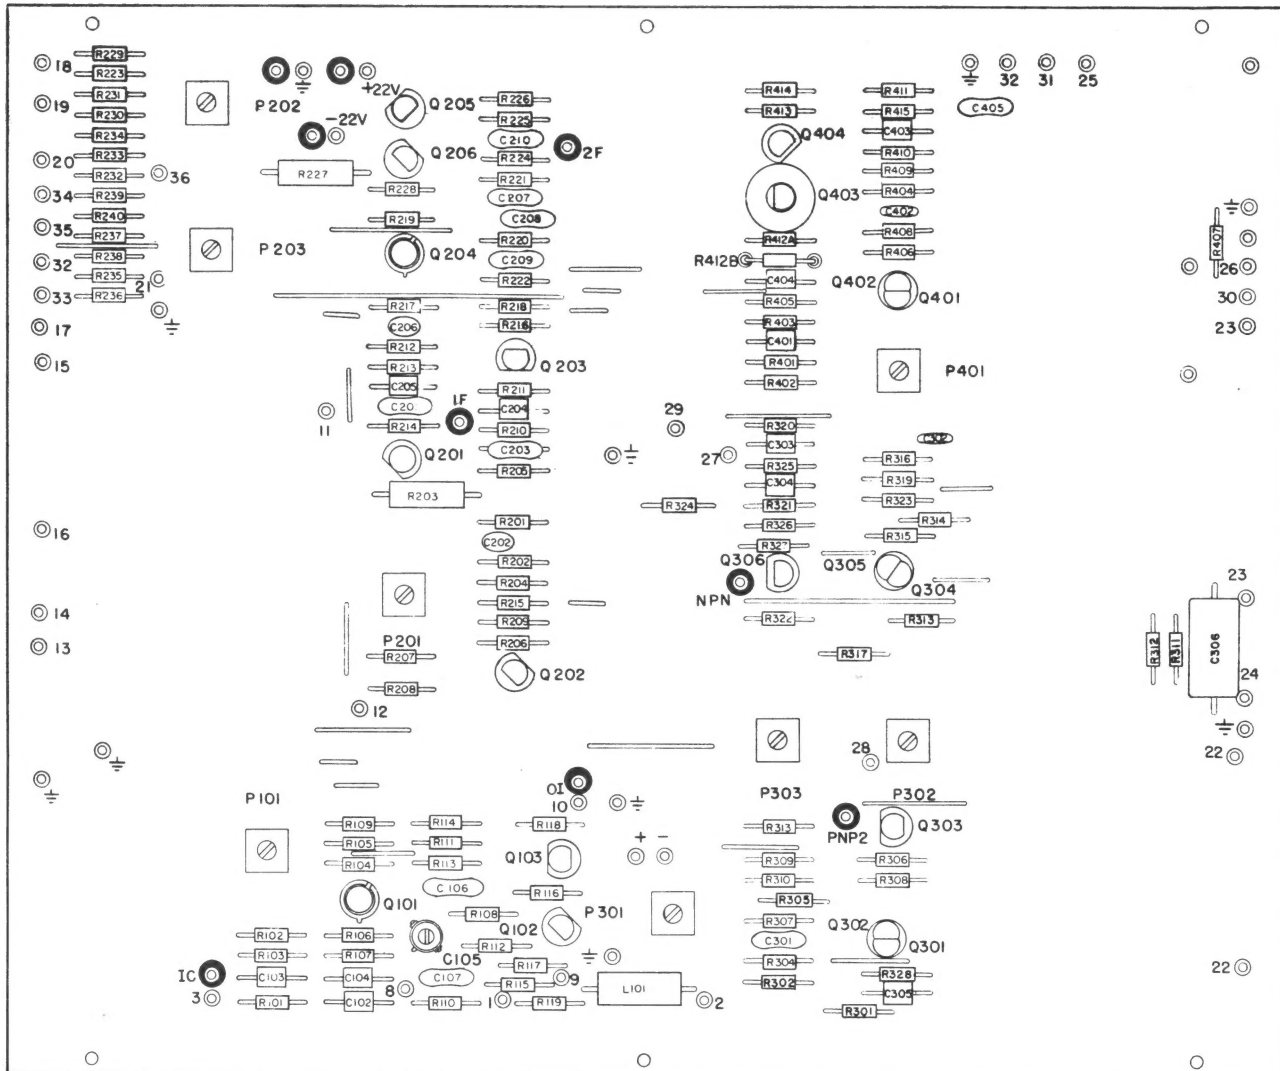 R229
18
R223
P202
+22V
R231
19
R230
-22V
R234
R233
20
R232
36
34
R239
R240
35
R237
P203
R238
32
R235
21
33
R236
17
15
Q205
Q206
R227
R228
R219
Q204
R217
C206
R212
R213
C205
C20
R214
11
1F
Q201
R203
R226
R225
C210
2F
R224
R221
C207
C208
R220
C209
R222
R218
R216
Q203
R211
C204
R210
C203
R205
R201
C202
R202
R204
R215
R209
R206
Q202
16
14
13
P201
R207
R208
12
R414
R413
Q404
Q403
R412A
R412B
C404
R405
R403
C401
R401
R402
R411
R415
C403
R410
R409
R404
C402
R408
R406
Q402
Q401
P401
32
31
25
C405
R407
26
30
23
29
27
R320
C303
R325
C304
R324
R321
R326
R327
Q306
NPN
R322
C302
R316
R319
R323
R314
R315
Q305
Q304
R313
R317
23
R312
R311
C306
24
22
28
P303
P302
PNP2
Q303
R313
R309
R306
R310
R308
R305
R307
Q302
C301
Q301
R304
R302
R328
C305
R301
22
OI
10
P101
R109
R114
R118
R105
R111
R104
R113
Q103
+ -
C106
R116
Q101
R108
P301
Q102
R102
R106
R112
R103
R107
C105
R117
IC
C103
C104
C107
R115
9
3
8
L101
R101
C102
R110
1
R119
2